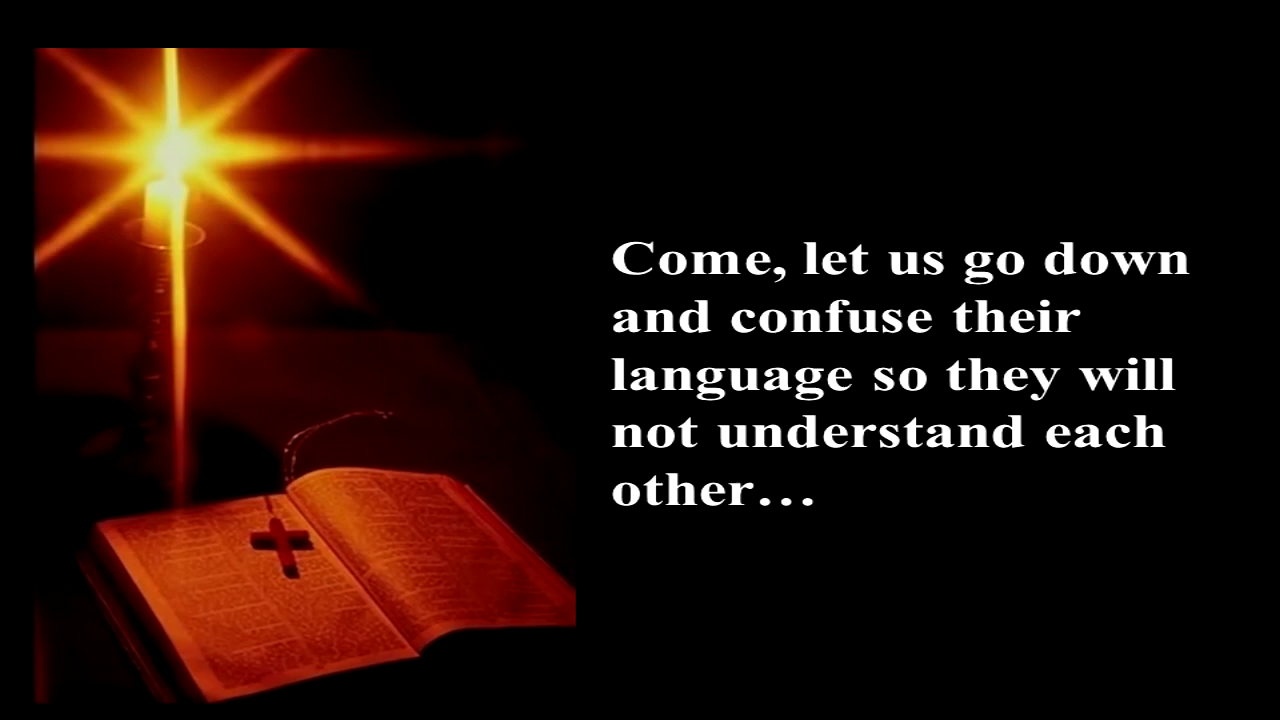 Come, let us go down
and confuse their
language so they will
not understand each
other…